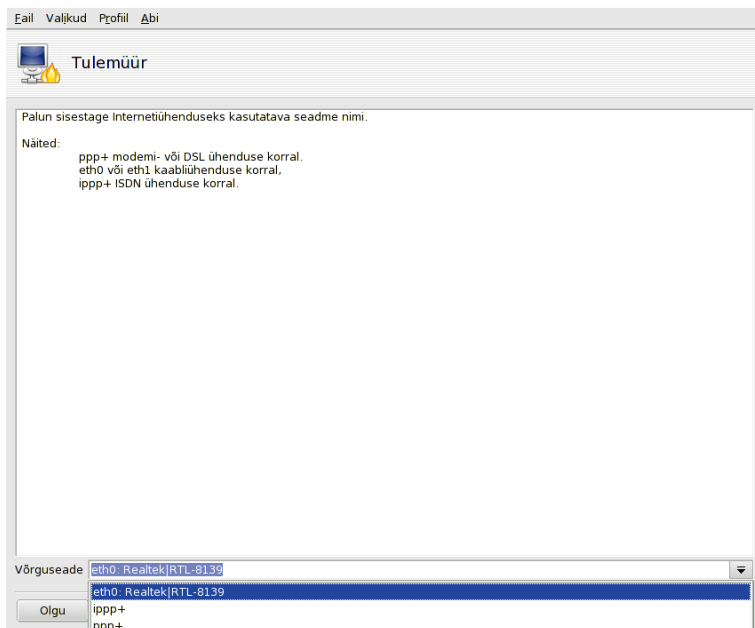 Fail Valikud Profiil Abi
Tulemüür
Palun sisestage Internetiühenduseks kasutatava seadme nimi.
Näited:
ppp+ modemi- või DSL ühenduse korral.
eth0 või eth1 kaabliühenduse korral,
ippp+ ISDN ühenduse korral.
Võrguseade eth0: Realtek|RTL-8139
eth0: Realtek|RTL-8139
Olgu ippp+
ppp+